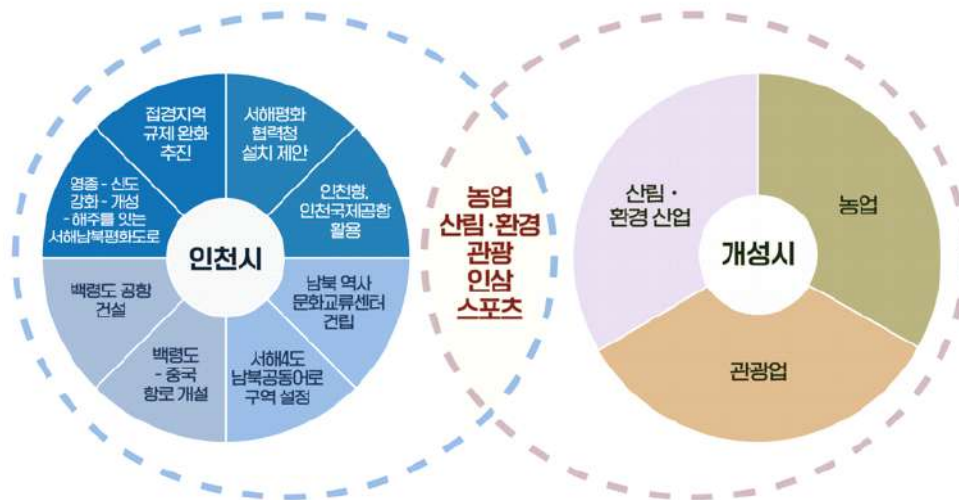 접경지역
규제 완화
추진
서해평화
협력청
설치 제안
영종 - 신도
강화 - 개성
- 해주를 잇는
서해남북평화도로
인천항,
인천국제공항
활용
인천시
백령도 공항
건설
남북 역사
문화교류센터
건립
백령도
- 중국
항로 개설
서해4도
남북공동어로
구역 설정
농업
산림·환경
관광
인삼
스포츠
산림·
환경 산업
농업
개성시
관광업